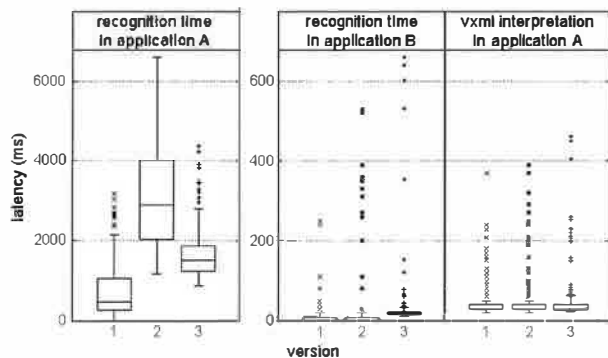 recognition time
in application A
recognition time
in application B
vxml interpretation
in application A
6000
4000
2000
0
latency (ms)
600
400
200
0
1 2 3
1 2 3
1 2 3
version